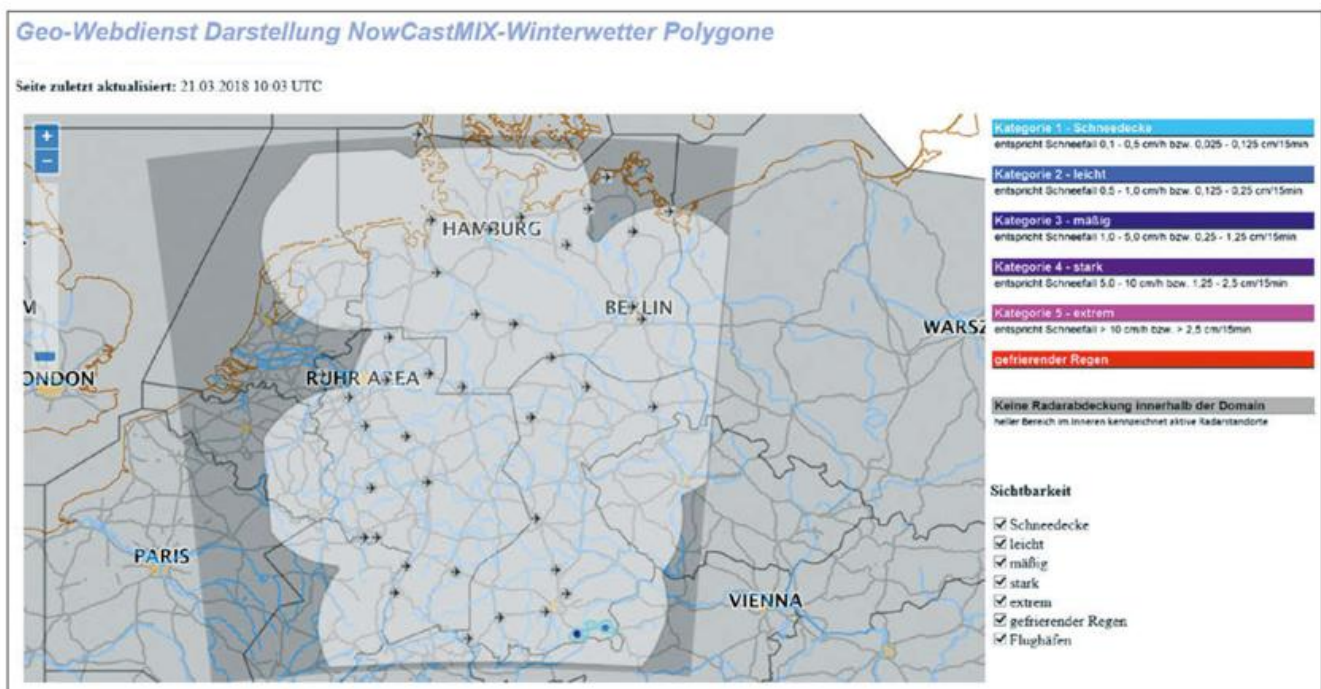 Geo-Webdienst Darstellung NowCastMIX-Winterwetter Polygone
Seite zuletzt aktualisiert: 21.03.2018 10:03 UTC
+
−
HAMBURG
BERLIN
WARSZ
M
ONDON
RUHR AREA
PARIS
VIENNA
Kategorie 1 - Schneedecke
entspricht Schneefall 0,1 - 0,5 cm/h bzw. 0,025 - 0,125 cm/15min
Kategorie 2 - leicht
entspricht Schneefall 0,5 - 1,0 cm/h bzw. 0,125 - 0,25 cm/15min
Kategorie 3 - mäßig
entspricht Schneefall 1,0 - 5,0 cm/h bzw. 0,25 - 1,25 cm/15min
Kategorie 4 - stark
entspricht Schneefall 5,0 - 10 cm/h bzw. 1,25 - 2,5 cm/15min
Kategorie 5 - extrem
entspricht Schneefall > 10 cm/h bzw. > 2,5 cm/15min
gefrierender Regen
Keine Radarabdeckung innerhalb der Domain
heller Bereich im Inneren kennzeichnet aktive Radarstandorte
Sichtbarkeit
Schneedecke
leicht
mäßig
stark
extrem
gefrierender Regen
Flughäfen